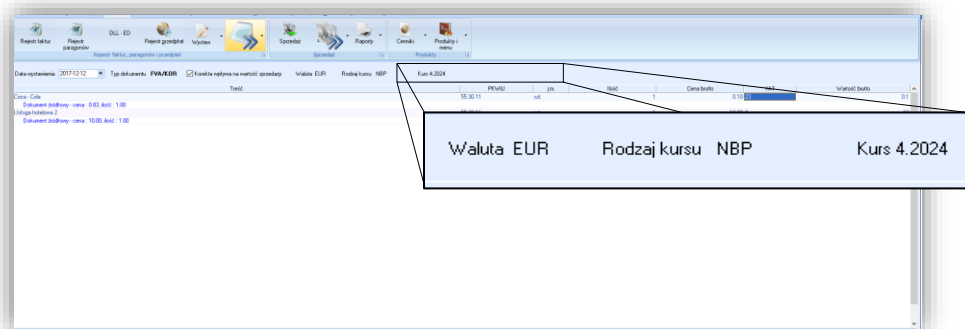 Rejestr faktur
Rejestr paragonów
DLL - ED
Rejestr przedpłat
Wystaw
Sprzedaż
Raporty
Cenniki
Produkty i menu
Rejestr faktur, paragonów i przedpłat
Sprzedaż
Produkty
Data wystawienia 2017-12-12 Typ dokumentu FVA/KOR Korekta wpływa na wartość sprzedaży Waluta EUR Rodzaj kursu NBP Kurs 4.2024
Treść PKWiU j.m. Ilość Cena brutto VAT Wartość brutto
Coca - Cola 55.30.11 szt 1 0.10 23 0.1
Dokument źródłowy - cena : 0.83, ilość : 1.00
Usługa hotelowa 2
Dokument źródłowy - cena : 10.00, ilość : 1.00
Waluta EUR Rodzaj kursu NBP Kurs 4.2024